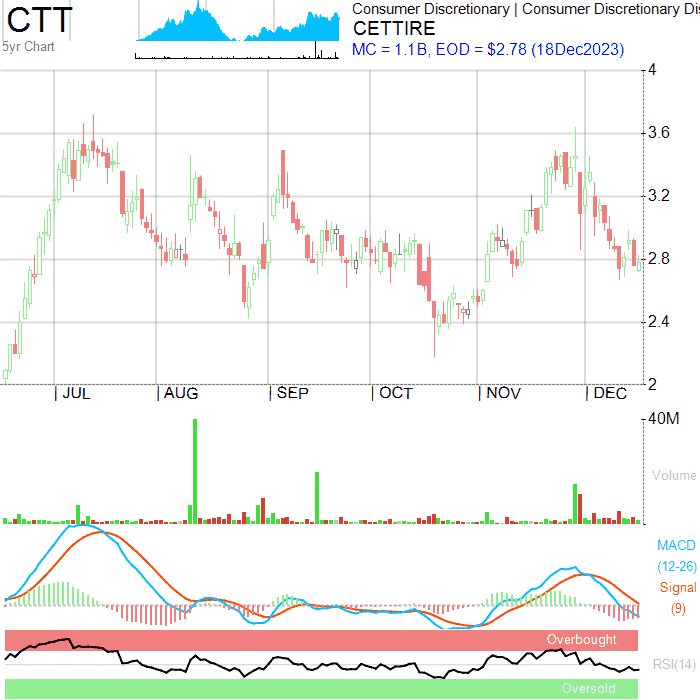 CTT
5yr Chart
Consumer Discretionary | Consumer Discretionary Dis
CETTIRE
MC = 1.1B, EOD = $2.78 (18Dec2023)
4
3.6
3.2
2.8
2.4
2
| JUL | AUG | SEP | OCT | NOV | DEC
40M
Volume
MACD
(12-26)
Signal
(9)
Overbought
RSI(14)
Oversold